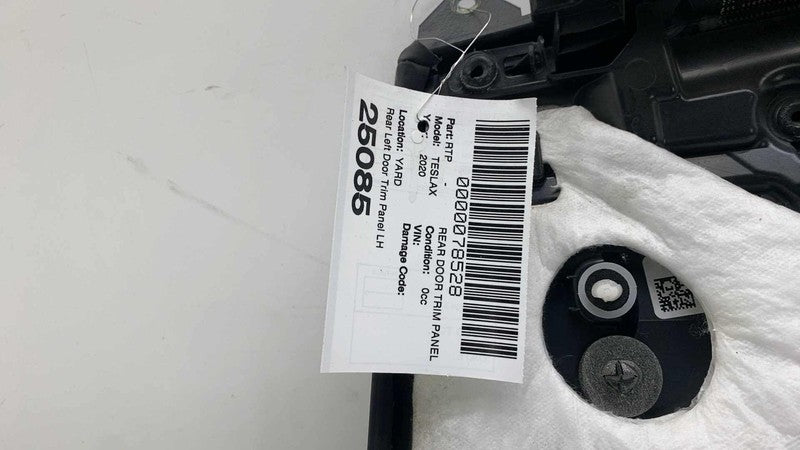 0000078528
Part: RTP - REAR DOOR TRIM PANEL
Model: TESLAX Condition: 0cc
2020 VIN:
Location: YARD Damage Code:
Rear Left Door Trim Panel LH
25085